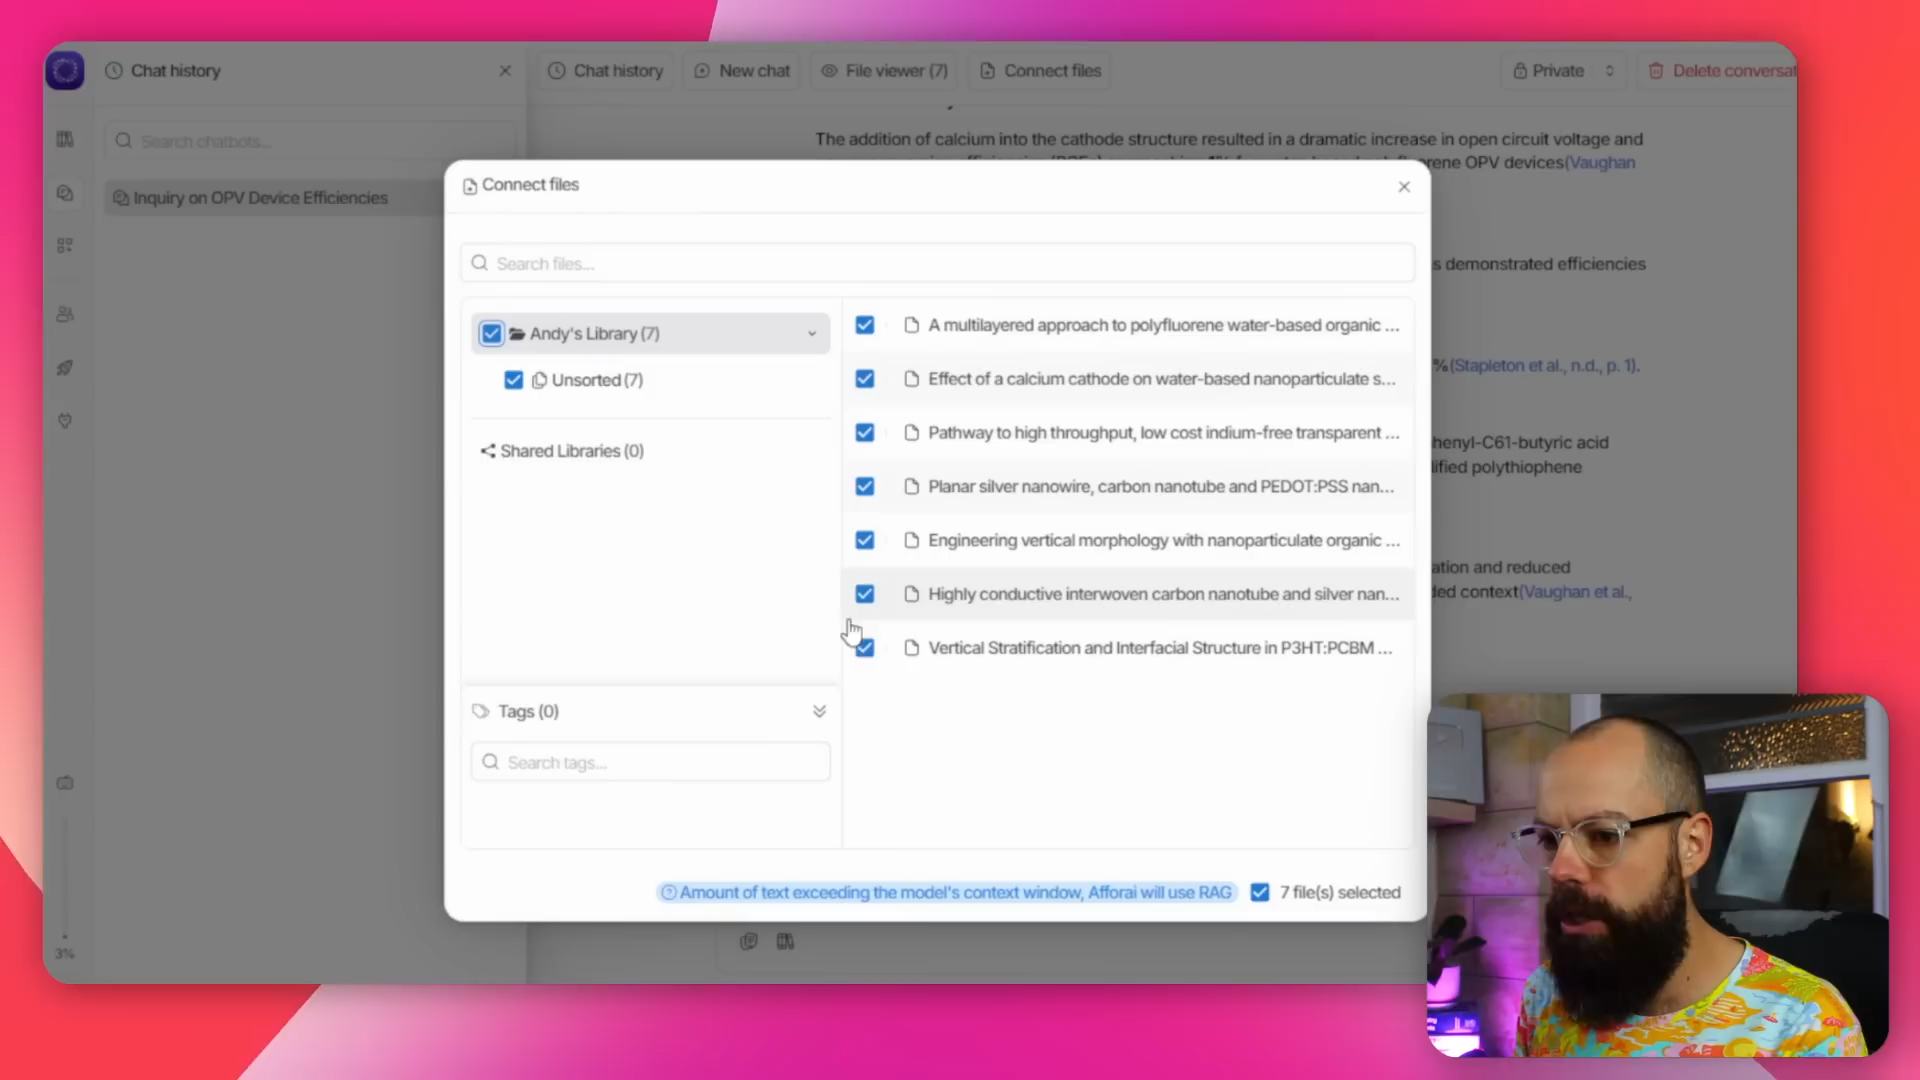 Chat history
Chat history
New chat
File viewer (7)
Connect files
Private
Delete conversat
Search chatbots...
Inquiry on OPV Device Efficiencies
The addition of calcium into the cathode structure resulted in a dramatic increase in open circuit voltage and
rene OPV devices(Vaughan
s demonstrated efficiencies
%(Stapleton et al., n.d., p. 1).
henyl-C61-butyric acid
lified polythiophene
ation and reduced
ded context(Vaughan et al.,
Connect files
Search files...
Andy's Library (7)
Unsorted (7)
Shared Libraries (0)
A multilayered approach to polyfluorene water-based organic ...
Effect of a calcium cathode on water-based nanoparticulate s...
Pathway to high throughput, low cost indium-free transparent ...
Planar silver nanowire, carbon nanotube and PEDOT:PSS nan...
Engineering vertical morphology with nanoparticulate organic ...
Highly conductive interwoven carbon nanotube and silver nan...
Vertical Stratification and Interfacial Structure in P3HT:PCBM ...
Tags (0)
Search tags...
Amount of text exceeding the model's context window, Afforai will use RAG
7 file(s) selected
3%